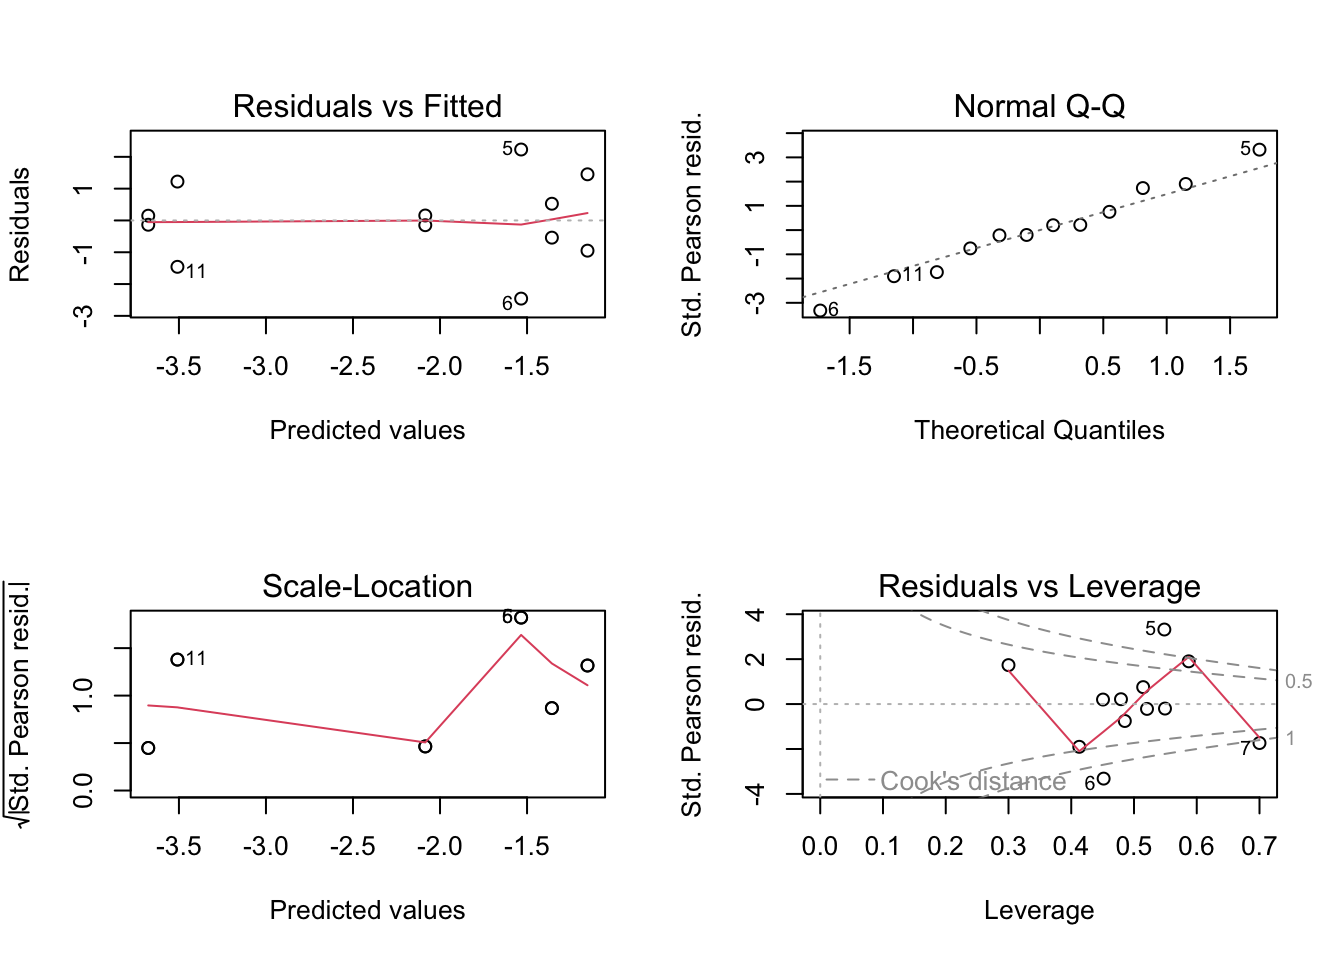 Residuals vs Fitted
Residuals
1
-1
-3
5
11
6
-3.5 -3.0 -2.5 -2.0 -1.5
Predicted values
Normal Q-Q
Std. Pearson resid.
3
1
-1
-3
5
11
6
-1.5 -0.5 0.5 1.0 1.5
Theoretical Quantiles
Scale-Location
√|Std. Pearson resid.|
1.0
0.0
6
11
-3.5 -3.0 -2.5 -2.0 -1.5
Predicted values
Residuals vs Leverage
Std. Pearson resid.
4
2
0
-4
5
0.5
1
7
6
Cook's distance
0.0 0.1 0.2 0.3 0.4 0.5 0.6 0.7
Leverage